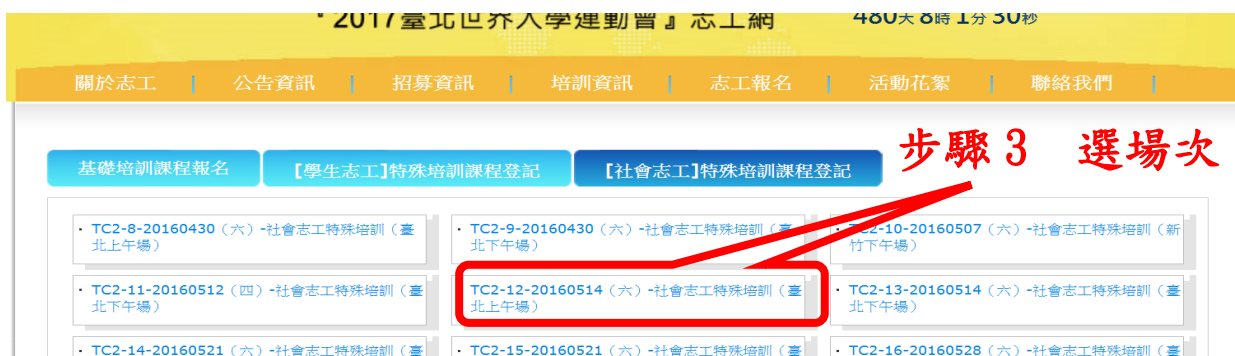 『2017臺北世界大學運動會』志工網
480天 8時 1分 30秒
關於志工 | 公告資訊 | 招募資訊 | 培訓資訊 | 志工報名 | 活動花絮 | 聯絡我們 |
步驟3 選場次
基礎培訓課程報名
【學生志工】特殊培訓課程登記
【社會志工】特殊培訓課程登記
· TC2-8-20160430（六）-社會志工特殊培訓（臺
北上午場）
· TC2-9-20160430（六）-社會志工特殊培訓（臺
北下午場）
· TC2-10-20160507（六）-社會志工特殊培訓（新
竹下午場）
· TC2-11-20160512（四）-社會志工特殊培訓（臺
北下午場）
TC2-12-20160514（六）-社會志工特殊培訓（臺
北上午場）
· TC2-13-20160514（六）-社會志工特殊培訓（臺
北下午場）
· TC2-14-20160521（六）-社會志工特殊培訓（臺
· TC2-15-20160521（六）-社會志工特殊培訓（臺
· TC2-16-20160528（六）-社會志工特殊培訓（臺